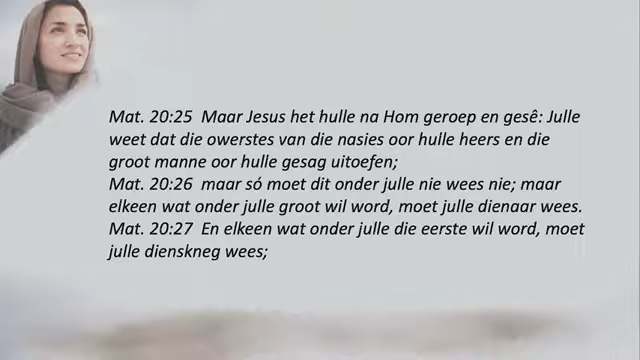 Mat. 20:25 Maar Jesus het hulle na Hom geroep en gesê: Julle
weet dat die owerstes van die nasies oor hulle heers en die
groot manne oor hulle gesag uitoefen;
Mat. 20:26 maar só moet dit onder julle nie wees nie; maar
elkeen wat onder julle groot wil word, moet julle dienaar wees.
Mat. 20:27 En elkeen wat onder julle die eerste wil word, moet
julle dienskneg wees;